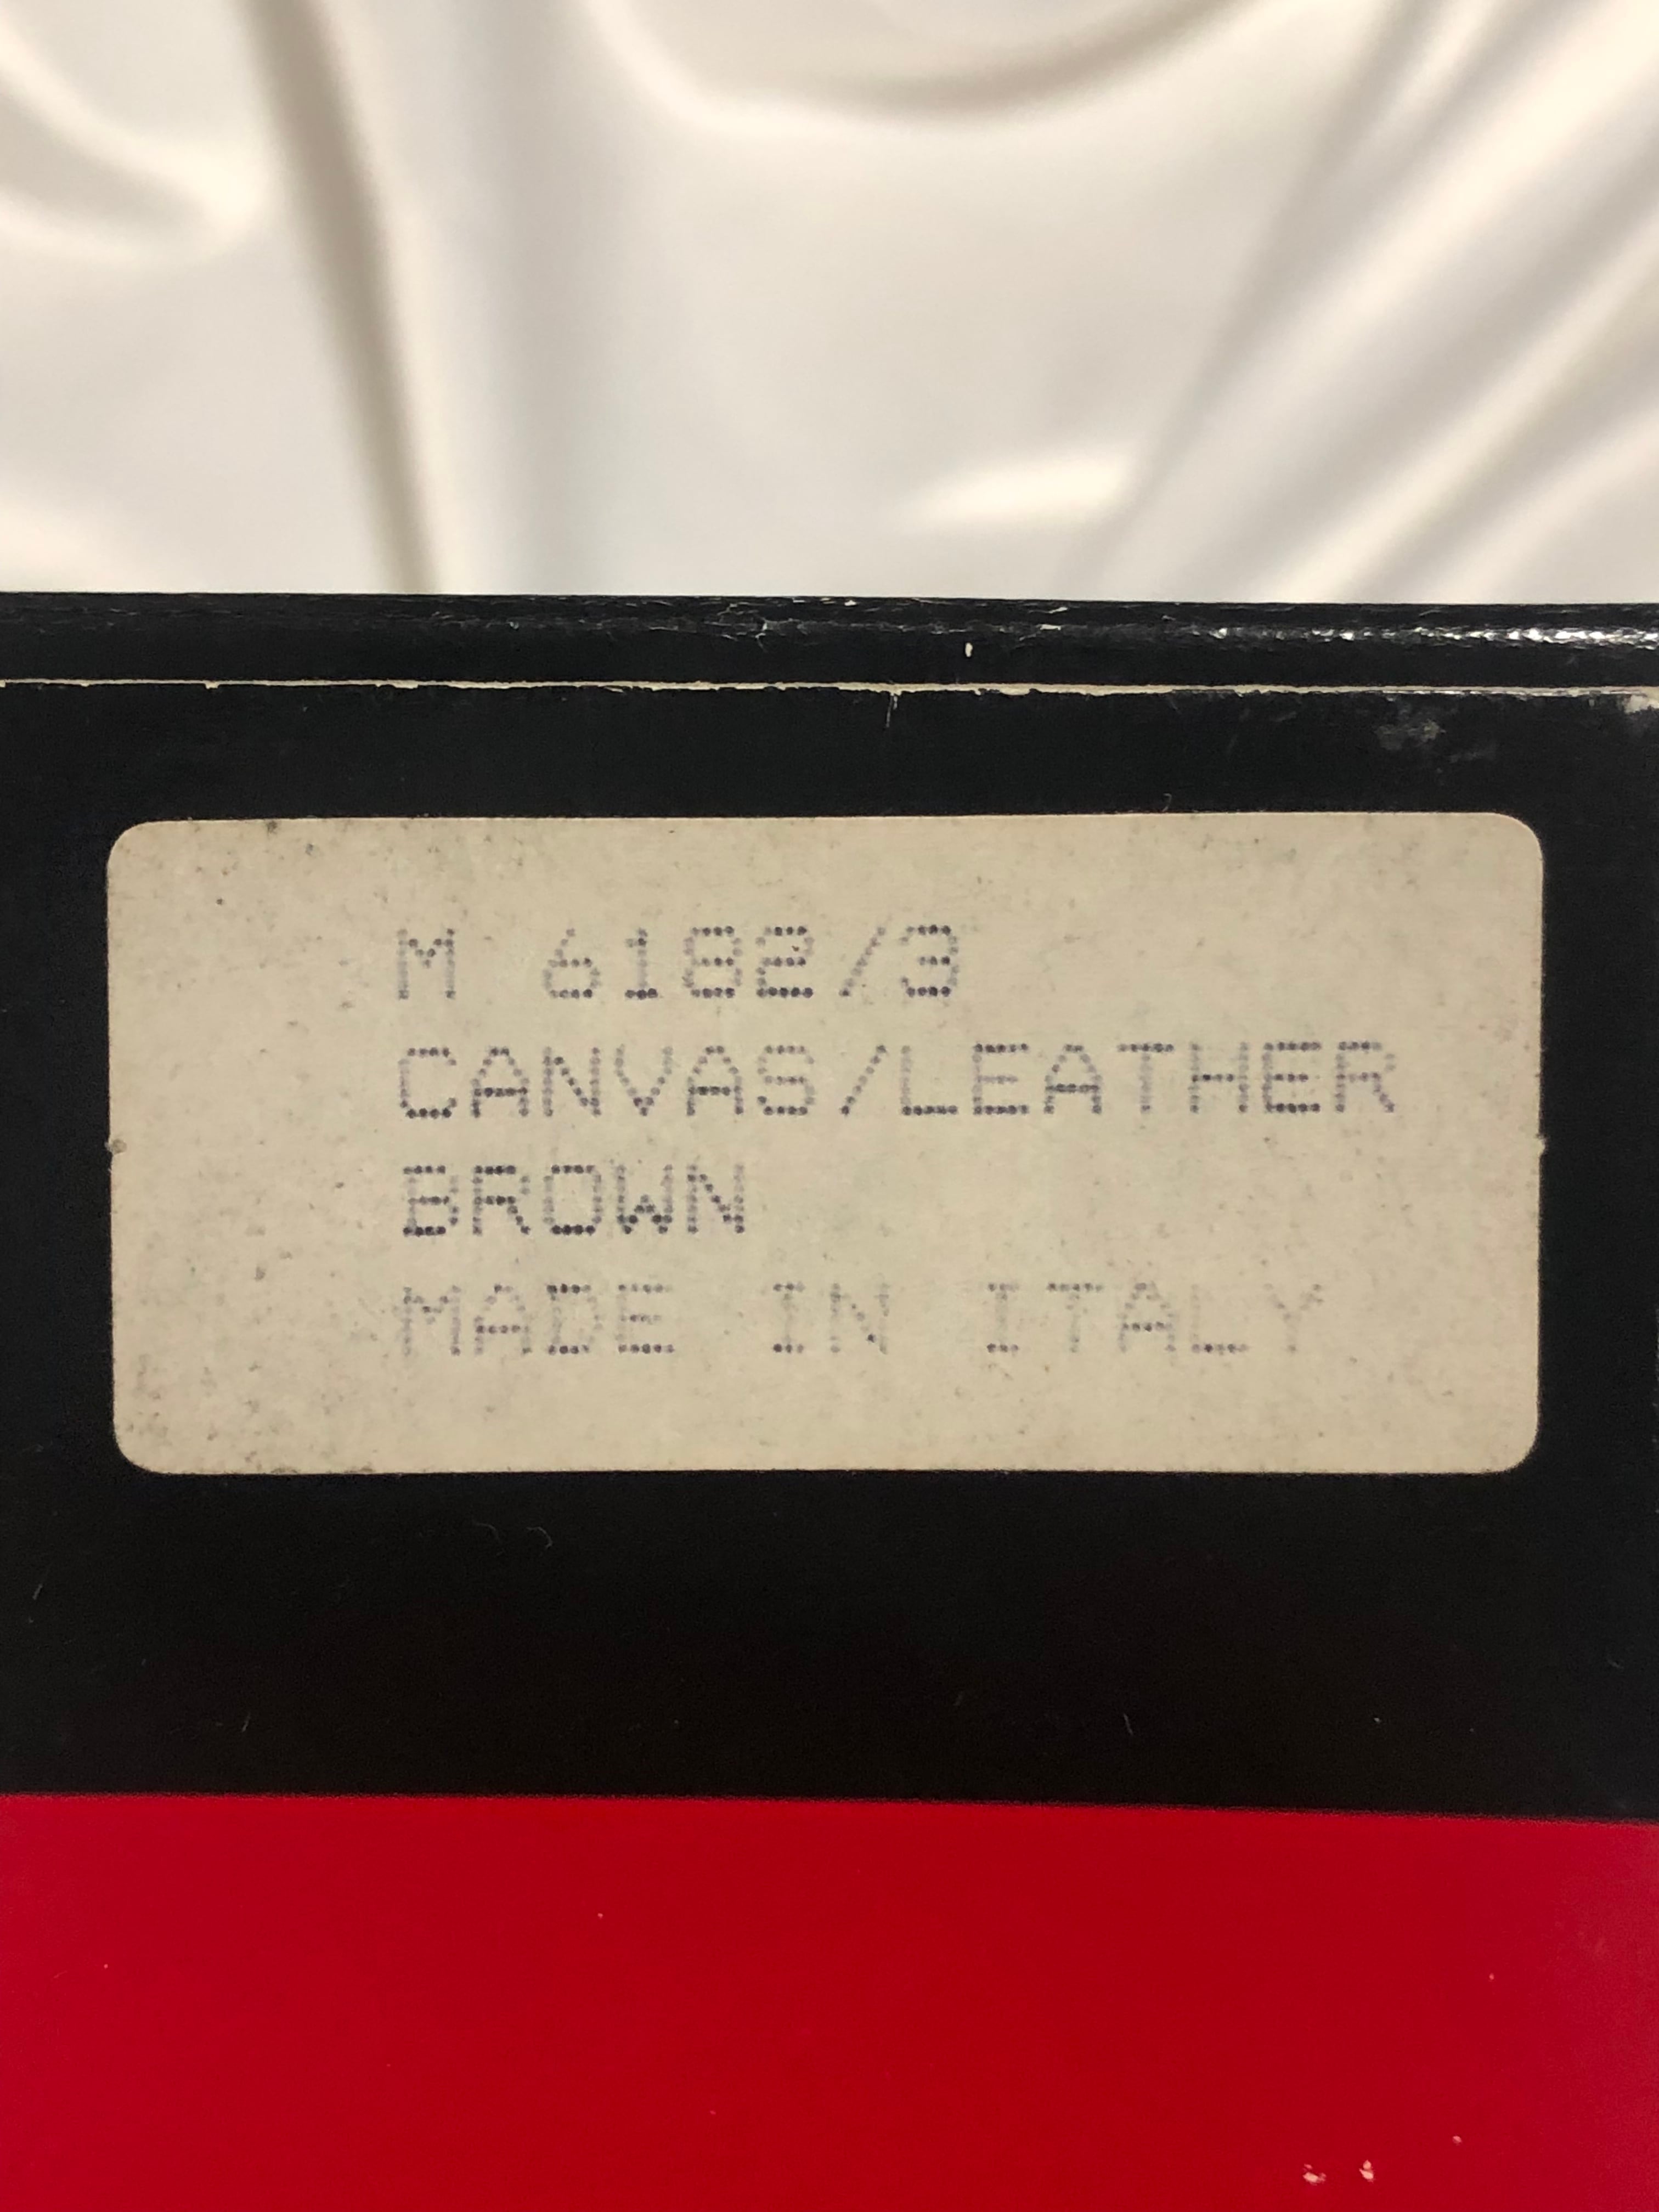 M 6182/3
CANVAS/LEATHER
BROWN
MADE IN ITALY